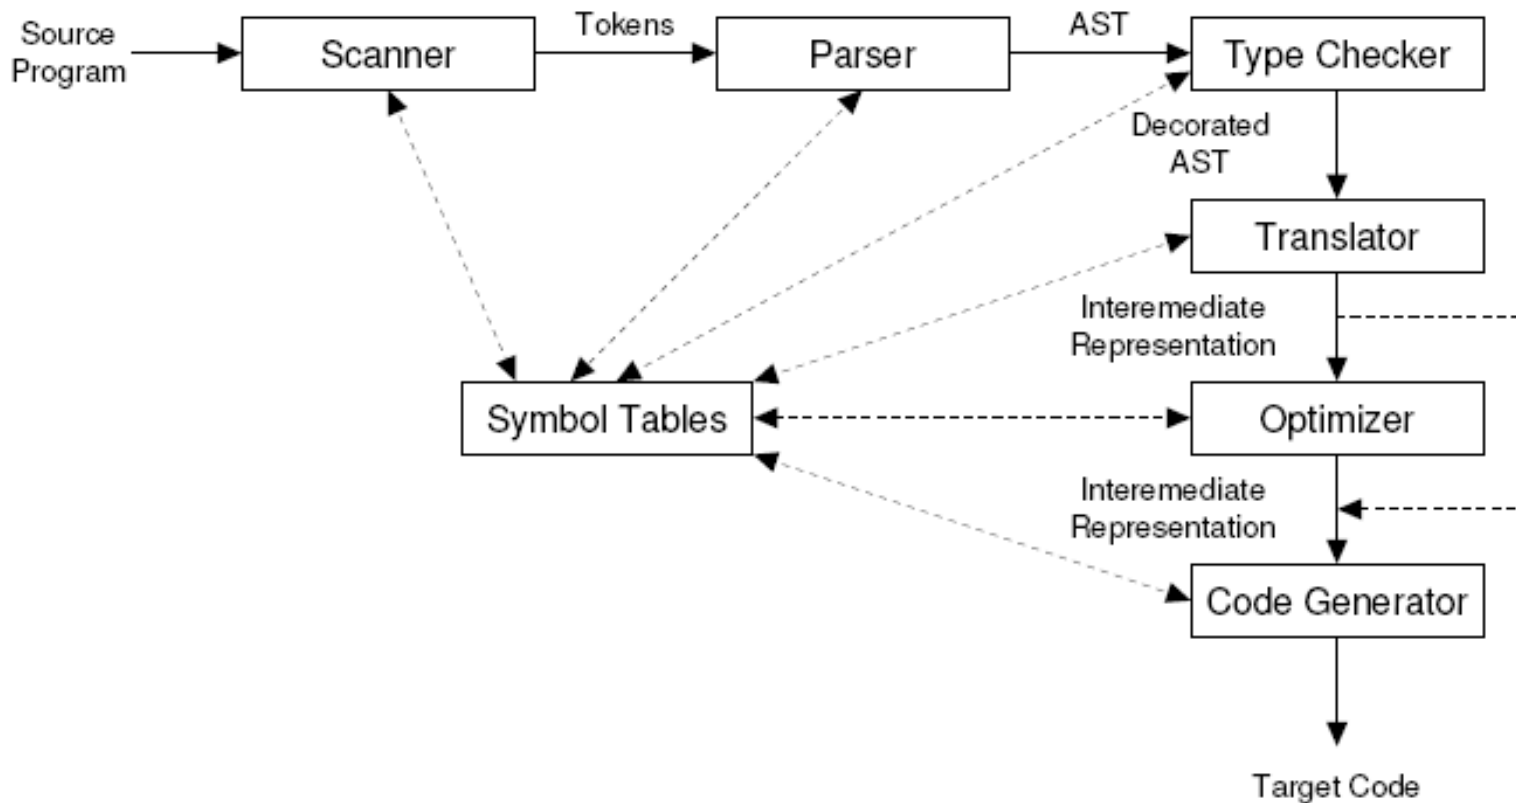 Source
Program
Scanner
Tokens
Parser
AST
Type Checker
Decorated
AST
Translator
Interemediate
Representation
Symbol Tables
Optimizer
Interemediate
Representation
Code Generator
Target Code